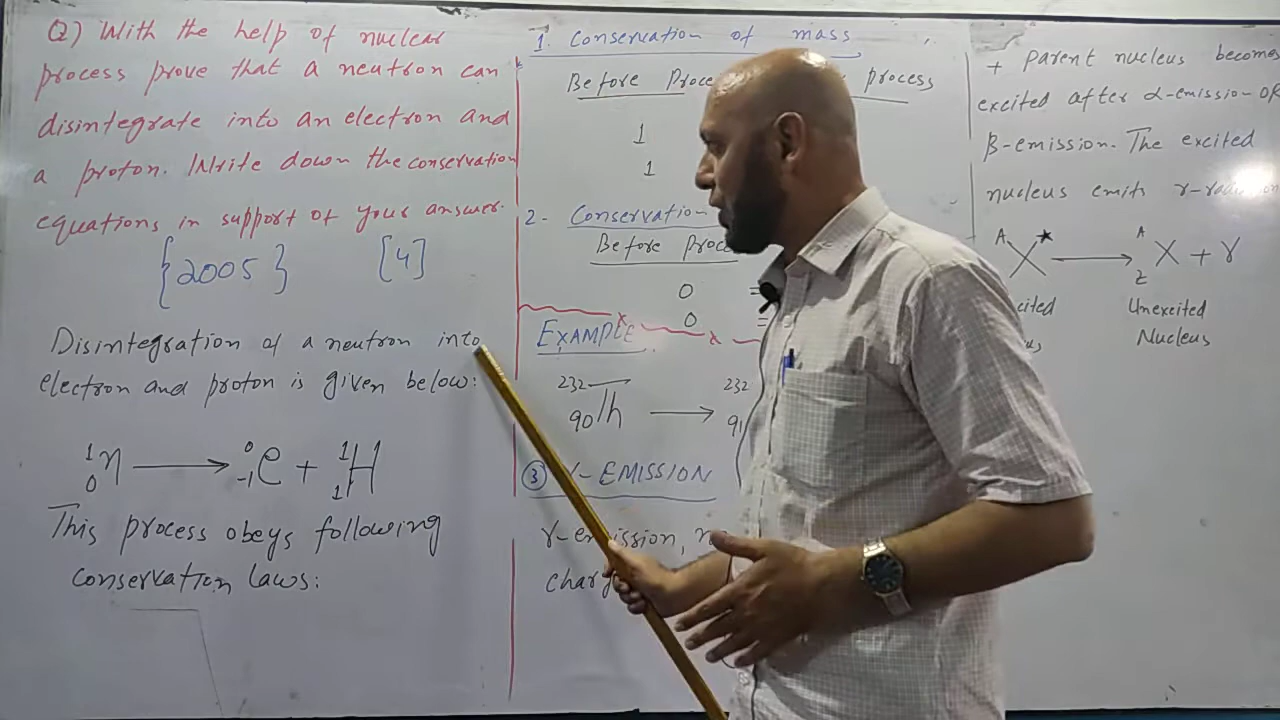 Q) With the help of nuclear
process prove that a neutron can
disintegrate into an electron and
a proton. Write down the conservation
equations in support of your answer.
{2005} [4]
Disintegration of a neutron into
electron and proton is given below:
¹₀n → ⁰₋₁e + ¹₁H
This process obeys following
conservation laws:
1. Conservation of mass
Before process
1
1
2- Conservation
Before
0 =
0 =
EXAMPLE
²³²₉₀Th → ²³²₉₁
③ γ-EMISSION
γ-emission,
+ parent nucleus becomes
excited after α-emission or
β-emission. The excited
nucleus emits γ-
ᴬX* → ᴬ_Z X + γ
Unexcited
Nucleus